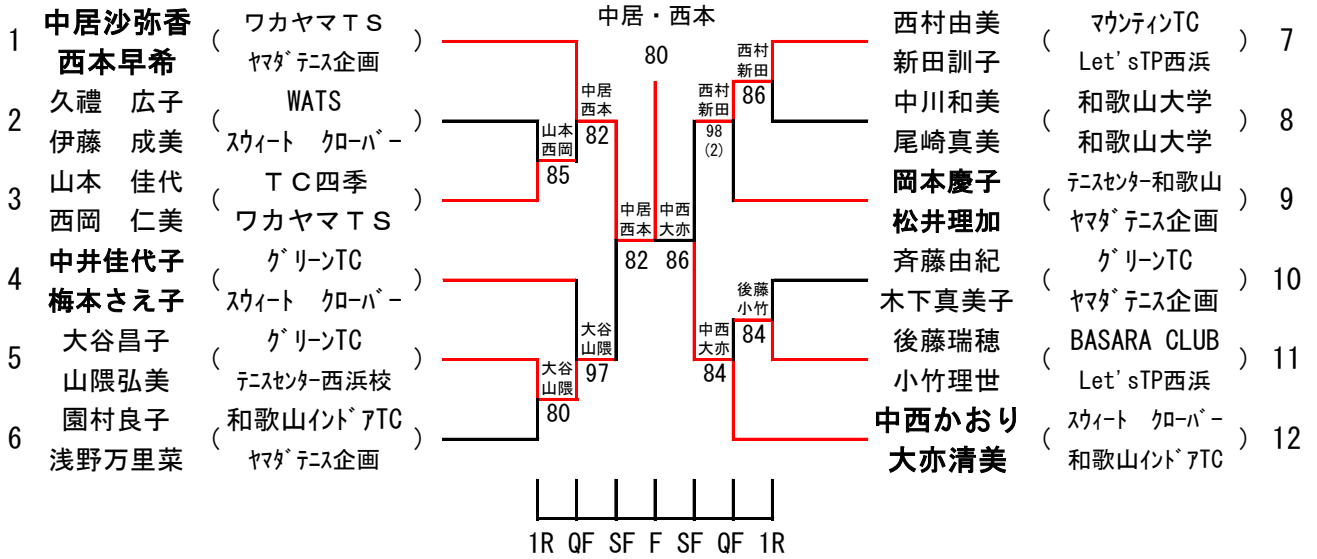 中居・西本
80
1 中居沙弥香 ( ワカヤマTS )
西本早希 ヤマダテニス企画
2 久禮 広子 ( WATS )
伊藤 成美 スウィート クローバー
3 山本 佳代 ( TC四季 )
西岡 仁美 ワカヤマTS
4 中井佳代子 ( グリーンTC )
梅本さえ子 スウィート クローバー
5 大谷昌子 ( グリーンTC )
山隈弘美 テニスセンター西浜校
6 園村良子 ( 和歌山インドアTC )
浅野万里菜 ヤマダテニス企画
山本
西岡
85
大谷
山隈
80
中居
西本
82
大谷
山隈
97
中居
西本
82
中西
大亦
86
西村
新田
98
(2)
中西
大亦
84
西村
新田
86
後藤
小竹
84
西村由美 ( マウンティンTC ) 7
新田訓子 Let'sTP西浜
中川和美 ( 和歌山大学 ) 8
尾崎真美 和歌山大学
岡本慶子 ( テニスセンター和歌山 ) 9
松井理加 ヤマダテニス企画
斉藤由紀 ( グリーンTC ) 10
木下真美子 ヤマダテニス企画
後藤瑞穂 ( BASARA CLUB ) 11
小竹理世 Let'sTP西浜
中西かおり ( スウィート クローバー ) 12
大亦清美 和歌山インドアTC
1R QF SF F SF QF 1R